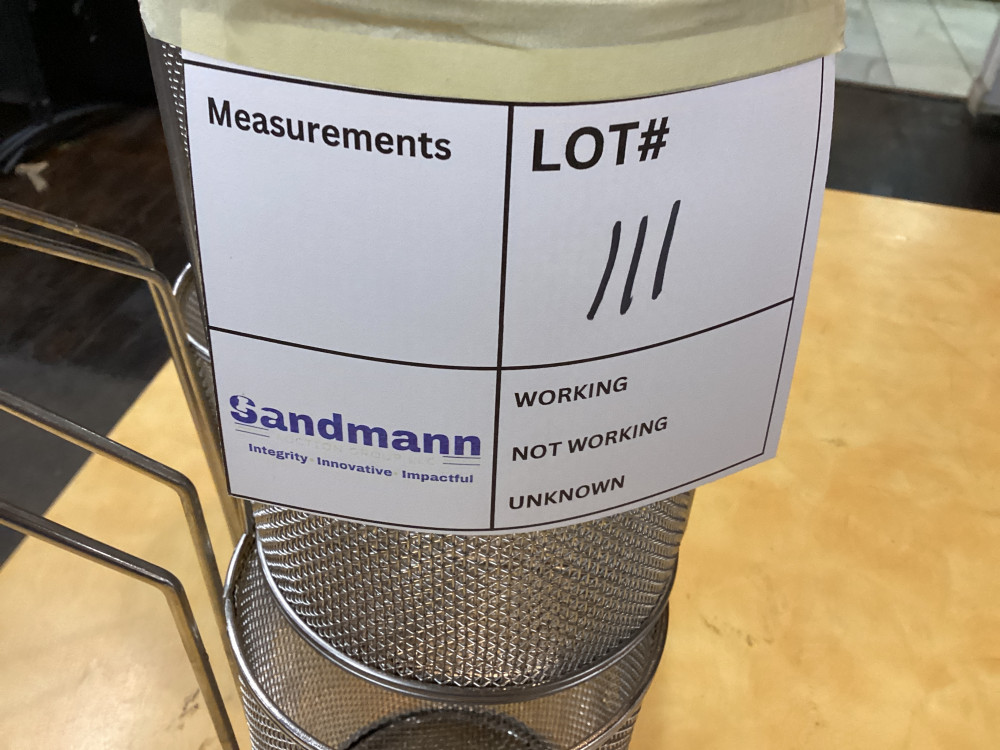 Measurements
LOT#
111
Sandmann
Integrity Innovative Impactful
WORKING
NOT WORKING
UNKNOWN